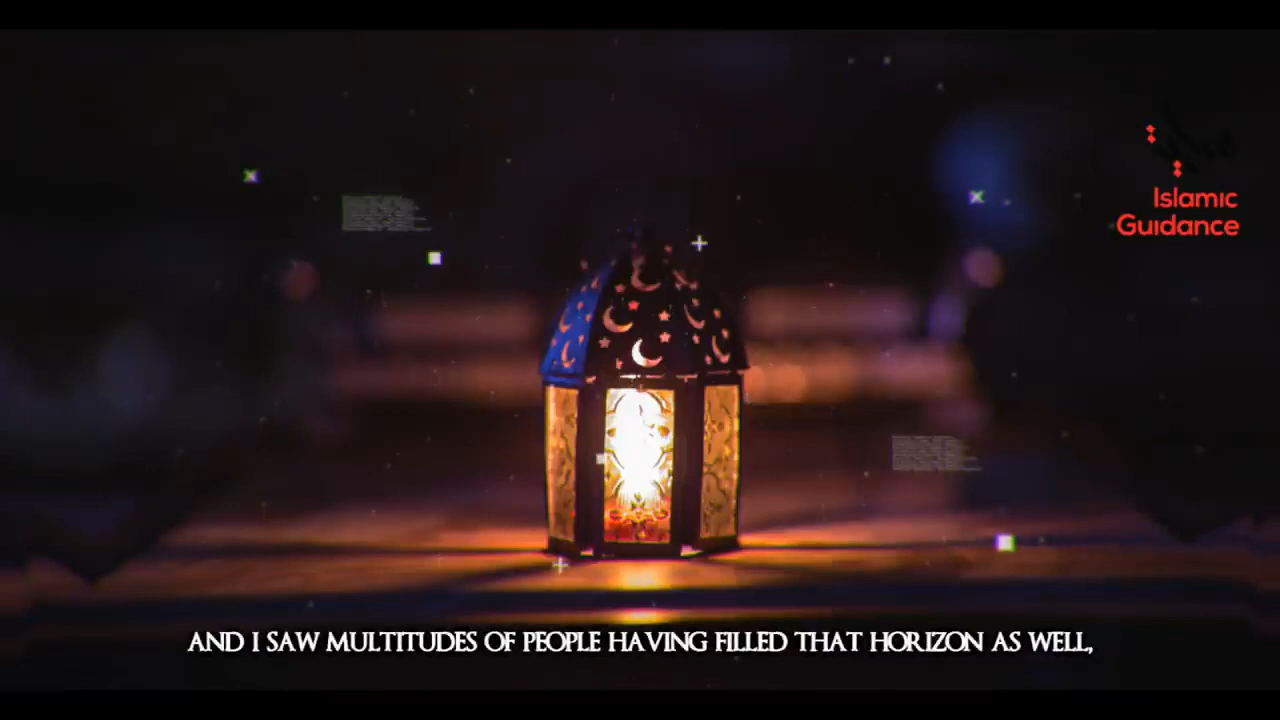 Islamic
Guidance
AND I SAW MULTITUDES OF PEOPLE HAVING FILLED THAT HORIZON AS WELL,